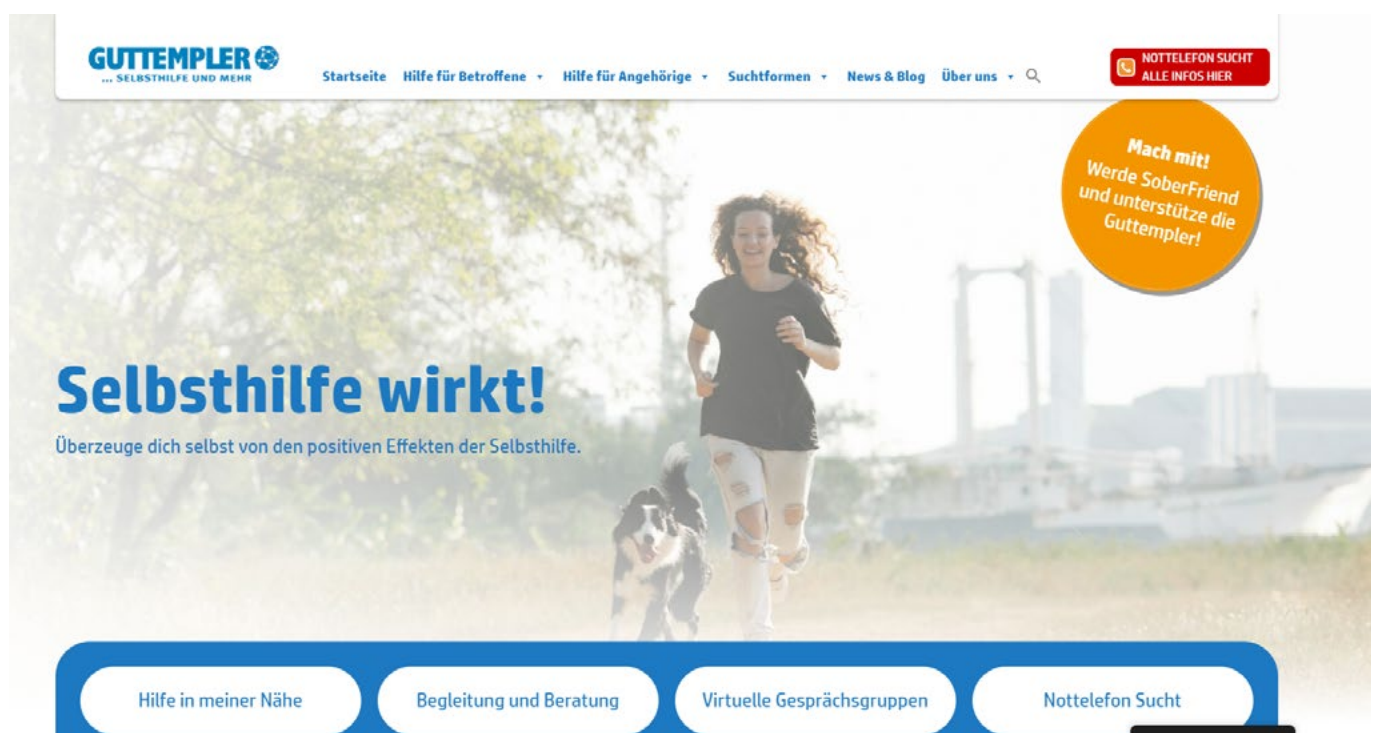 GUTTEMPLER
... SELBSTHILFE UND MEHR
Startseite Hilfe für Betroffene Hilfe für Angehörige Suchtformen News & Blog Über uns
NOTTELEFON SUCHT
ALLE INFOS HIER
Mach mit!
Werde SoberFriend
und unterstütze die
Guttempler!
Selbsthilfe wirkt!
Überzeuge dich selbst von den positiven Effekten der Selbsthilfe.
Hilfe in meiner Nähe
Begleitung und Beratung
Virtuelle Gesprächsgruppen
Nottelefon Sucht